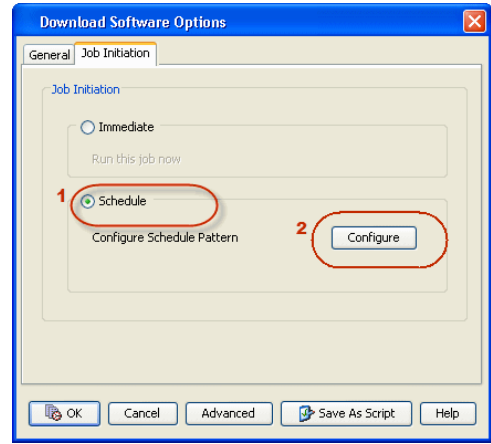 Download Software Options
General Job Initiation
Job Initiation
Immediate
Run this job now
1 Schedule
Configure Schedule Pattern 2 Configure
OK Cancel Advanced Save As Script Help